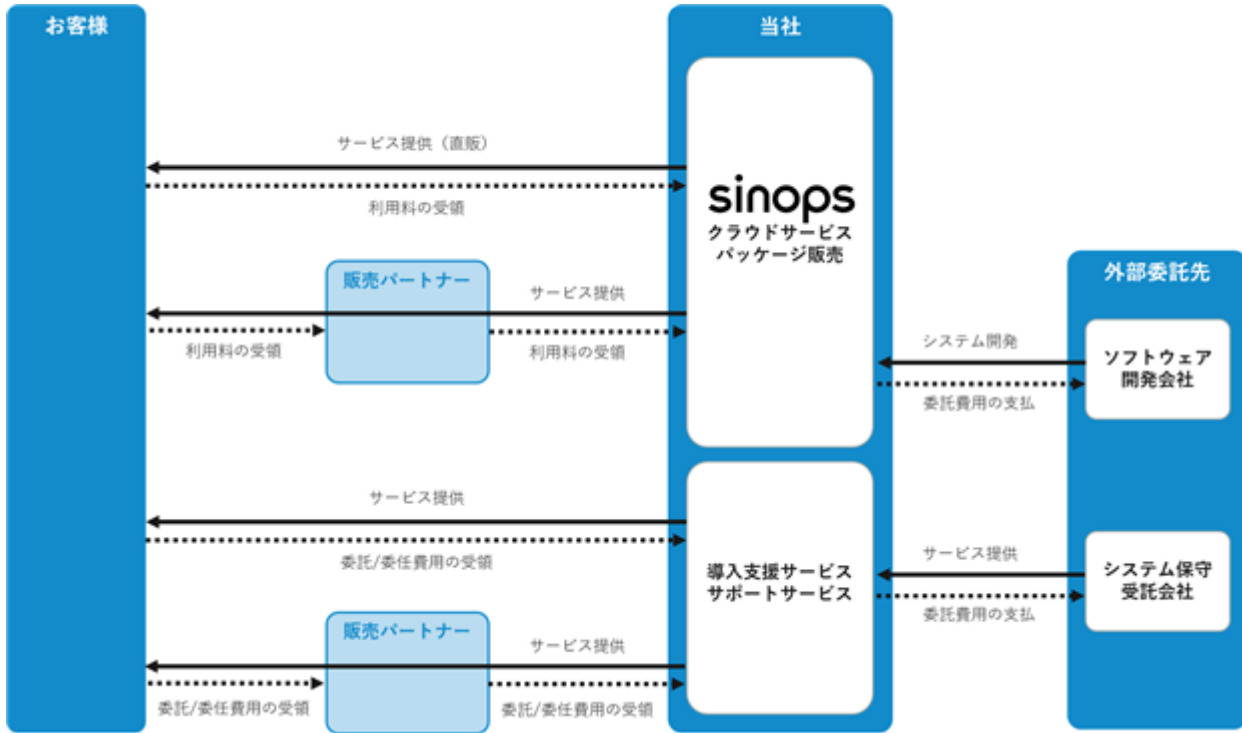 お客様
当社
サービス提供（直販）
利用料の受領
sinops
クラウドサービス
パッケージ販売
販売パートナー
サービス提供
利用料の受領
利用料の受領
外部委託先
システム開発
委託費用の支払
ソフトウェア
開発会社
サービス提供
委託/委任費用の受領
導入支援サービス
サポートサービス
サービス提供
委託費用の支払
システム保守
受託会社
販売パートナー
サービス提供
委託/委任費用の受領
委託/委任費用の受領